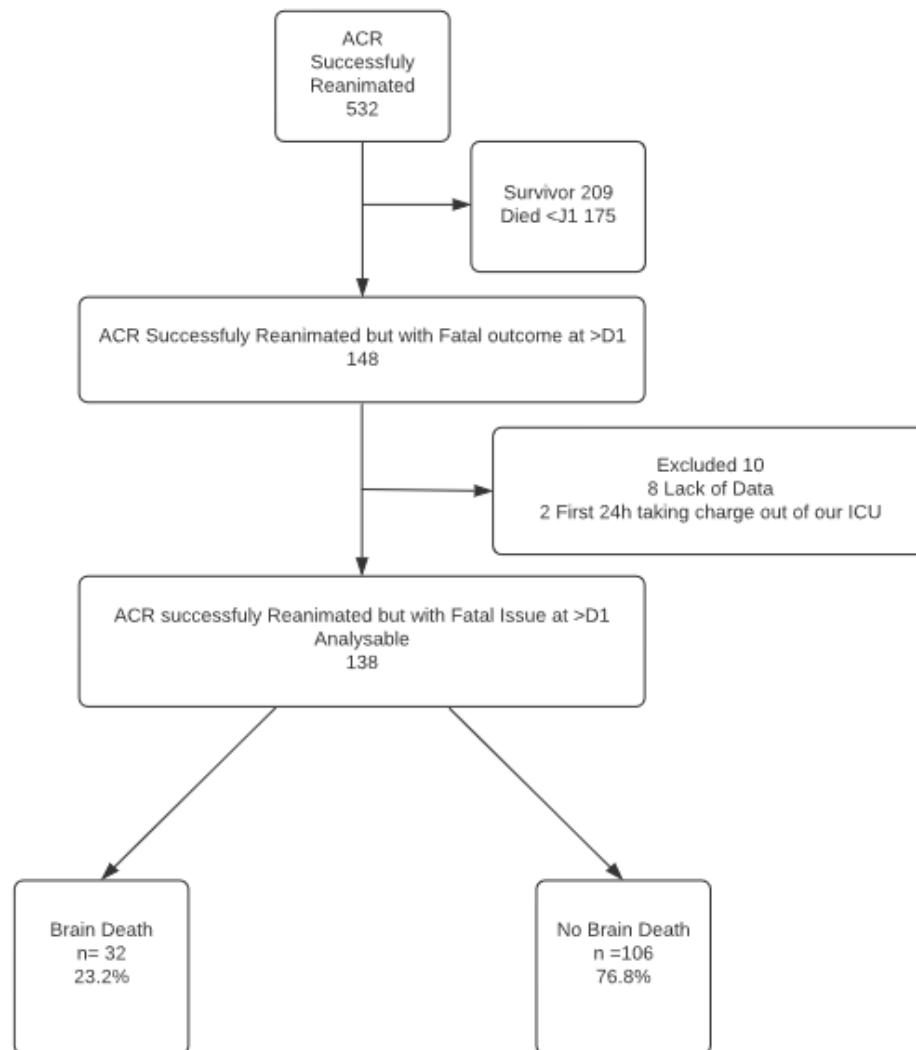 ACR
Successfuly
Reanimated
532
Survivor 209
Died <J1 175
ACR Successfuly Reanimated but with Fatal outcome at >D1
148
Excluded 10
8 Lack of Data
2 First 24h taking charge out of our ICU
ACR successfuly Reanimated but with Fatal Issue at >D1
Analysable
138
Brain Death
n= 32
23.2%
No Brain Death
n =106
76.8%